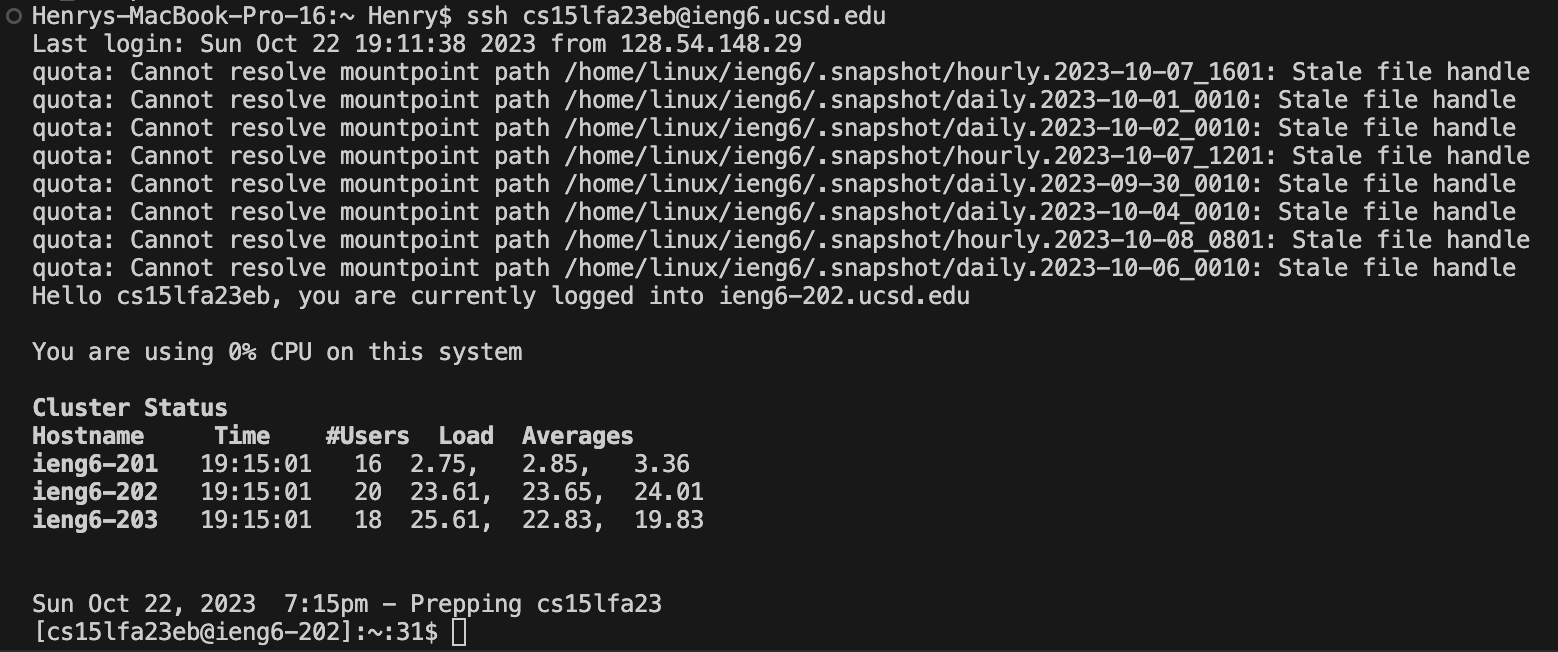 Henrys-MacBook-Pro-16:~ Henry$ ssh cs15lfa23eb@ieng6.ucsd.edu
Last login: Sun Oct 22 19:11:38 2023 from 128.54.148.29
quota: Cannot resolve mountpoint path /home/linux/ieng6/.snapshot/hourly.2023-10-07_1601: Stale file handle
quota: Cannot resolve mountpoint path /home/linux/ieng6/.snapshot/daily.2023-10-01_0010: Stale file handle
quota: Cannot resolve mountpoint path /home/linux/ieng6/.snapshot/daily.2023-10-02_0010: Stale file handle
quota: Cannot resolve mountpoint path /home/linux/ieng6/.snapshot/hourly.2023-10-07_1201: Stale file handle
quota: Cannot resolve mountpoint path /home/linux/ieng6/.snapshot/daily.2023-09-30_0010: Stale file handle
quota: Cannot resolve mountpoint path /home/linux/ieng6/.snapshot/daily.2023-10-04_0010: Stale file handle
quota: Cannot resolve mountpoint path /home/linux/ieng6/.snapshot/hourly.2023-10-08_0801: Stale file handle
quota: Cannot resolve mountpoint path /home/linux/ieng6/.snapshot/daily.2023-10-06_0010: Stale file handle
Hello cs15lfa23eb, you are currently logged into ieng6-202.ucsd.edu
You are using 0% CPU on this system
Cluster Status
Hostname     Time    #Users  Load  Averages
ieng6-201   19:15:01   16  2.75,   2.85,   3.36
ieng6-202   19:15:01   20  23.61,  23.65,  24.01
ieng6-203   19:15:01   18  25.61,  22.83,  19.83
Sun Oct 22, 2023  7:15pm - Prepping cs15lfa23
[cs15lfa23eb@ieng6-202]:~:31$